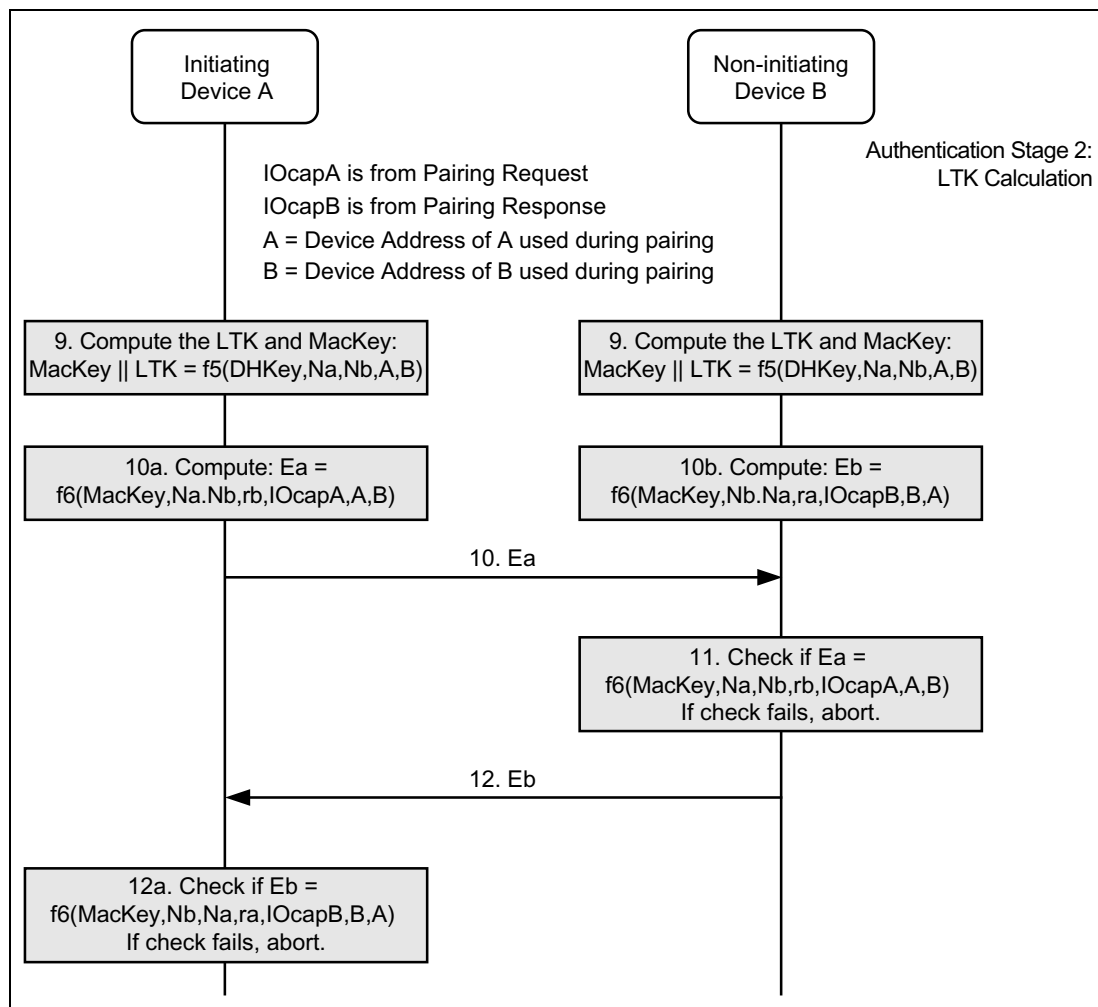 Initiating
Device A
Non-initiating
Device B
Authentication Stage 2:
LTK Calculation
IOcapA is from Pairing Request
IOcapB is from Pairing Response
A = Device Address of A used during pairing
B = Device Address of B used during pairing
9. Compute the LTK and MacKey:
MacKey || LTK = f5(DHKey,Na,Nb,A,B)
9. Compute the LTK and MacKey:
MacKey || LTK = f5(DHKey,Na,Nb,A,B)
10a. Compute: Ea =
f6(MacKey,Na.Nb,rb,IOcapA,A,B)
10b. Compute: Eb =
f6(MacKey,Nb.Na,ra,IOcapB,B,A)
10. Ea
11. Check if Ea =
f6(MacKey,Na,Nb,rb,IOcapA,A,B)
If check fails, abort.
12. Eb
12a. Check if Eb =
f6(MacKey,Nb,Na,ra,IOcapB,B,A)
If check fails, abort.